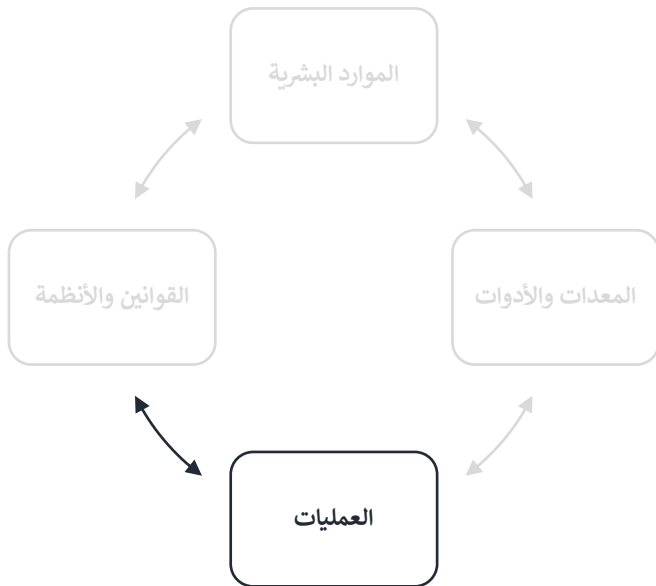 الموارد البشرية
المعدات والأدوات
القوانين والأنظمة
العمليات